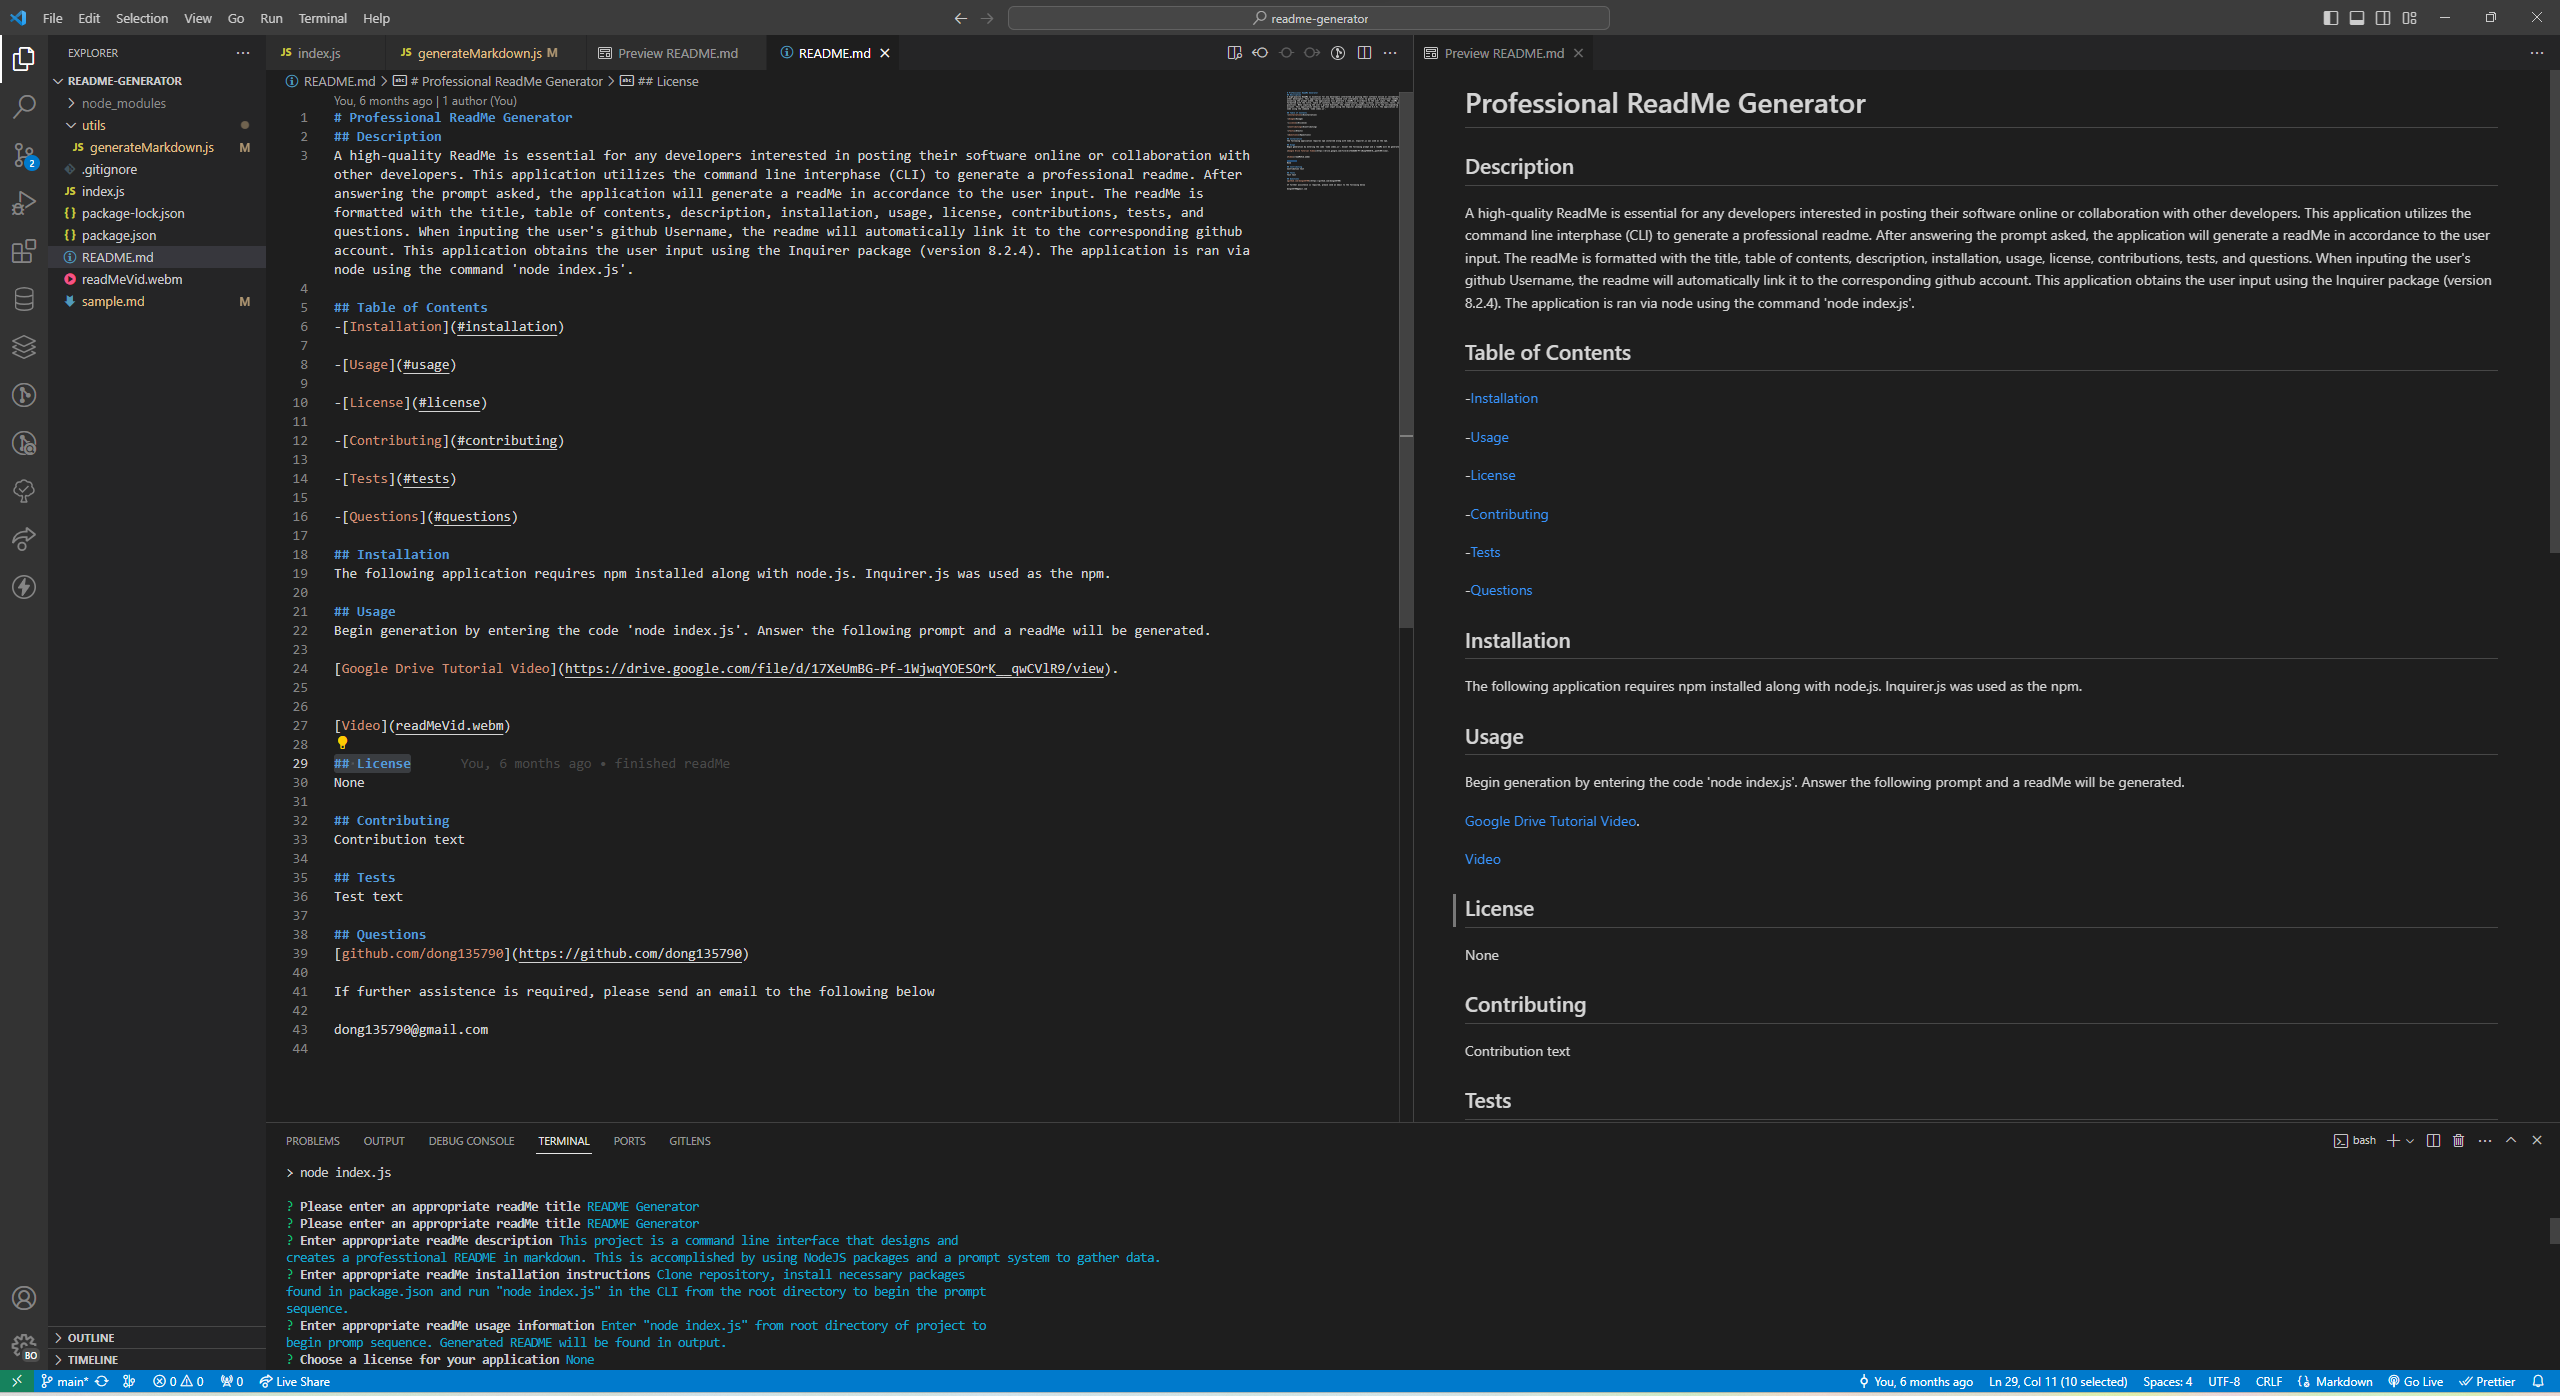 File Edit Selection View Go Run Terminal Help
readme-generator
EXPLORER
README-GENERATOR
node_modules
utils
JS generateMarkdown.js M
.gitignore
JS index.js
{} package-lock.json
{} package.json
README.md
readMeVid.webm
sample.md M
2
OUTLINE
TIMELINE
BO
JS index.js
JS generateMarkdown.js M
Preview README.md
README.md
README.md > # Professional ReadMe Generator > ## License
You, 6 months ago | 1 author (You)
1 # Professional ReadMe Generator
2 ## Description
3 A high-quality ReadMe is essential for any developers interested in posting their software online or collaboration with
other developers. This application utilizes the command line interphase (CLI) to generate a professional readme. After
answering the prompt asked, the application will generate a readMe in accordance to the user input. The readMe is
formatted with the title, table of contents, description, installation, usage, license, contributions, tests, and
questions. When inputing the user's github Username, the readme will automatically link it to the corresponding github
account. This application obtains the user input using the Inquirer package (version 8.2.4). The application is ran via
node using the command 'node index.js'.
4
5 ## Table of Contents
6 -[Installation](#installation)
7
8 -[Usage](#usage)
9
10 -[License](#license)
11
12 -[Contributing](#contributing)
13
14 -[Tests](#tests)
15
16 -[Questions](#questions)
17
18 ## Installation
19 The following application requires npm installed along with node.js. Inquirer.js was used as the npm.
20
21 ## Usage
22 Begin generation by entering the code 'node index.js'. Answer the following prompt and a readMe will be generated.
23
24 [Google Drive Tutorial Video](https://drive.google.com/file/d/17XeUmBG-Pf-1WjwqYOESOrK__qwCVlR9/view).
25
26
27 [Video](readMeVid.webm)
28
29 ## License You, 6 months ago • finished readMe
30 None
31
32 ## Contributing
33 Contribution text
34
35 ## Tests
36 Test text
37
38 ## Questions
39 [github.com/dong135790](https://github.com/dong135790)
40
41 If further assistence is required, please send an email to the following below
42
43 dong135790@gmail.com
44
Preview README.md
Professional ReadMe Generator
Description
A high-quality ReadMe is essential for any developers interested in posting their software online or collaboration with other developers. This application utilizes the
command line interphase (CLI) to generate a professional readme. After answering the prompt asked, the application will generate a readMe in accordance to the user
input. The readMe is formatted with the title, table of contents, description, installation, usage, license, contributions, tests, and questions. When inputing the user's
github Username, the readme will automatically link it to the corresponding github account. This application obtains the user input using the Inquirer package (version
8.2.4). The application is ran via node using the command 'node index.js'.
Table of Contents
-Installation
-Usage
-License
-Contributing
-Tests
-Questions
Installation
The following application requires npm installed along with node.js. Inquirer.js was used as the npm.
Usage
Begin generation by entering the code 'node index.js'. Answer the following prompt and a readMe will be generated.
Google Drive Tutorial Video.
Video
License
None
Contributing
Contribution text
Tests
PROBLEMS OUTPUT DEBUG CONSOLE TERMINAL PORTS GITLENS
bash
> node index.js
? Please enter an appropriate readMe title README Generator
? Please enter an appropriate readMe title README Generator
? Enter appropriate readMe description This project is a command line interface that designs and
creates a professtional README in markdown. This is accomplished by using NodeJS packages and a prompt system to gather data.
? Enter appropriate readMe installation instructions Clone repository, install necessary packages
found in package.json and run "node index.js" in the CLI from the root directory to begin the prompt
sequence.
? Enter appropriate readMe usage information Enter "node index.js" from root directory of project to
begin promp sequence. Generated README will be found in output.
? Choose a license for your application None
main* 0 0 0 Live Share
You, 6 months ago Ln 29, Col 11 (10 selected) Spaces: 4 UTF-8 CRLF Markdown Go Live Prettier